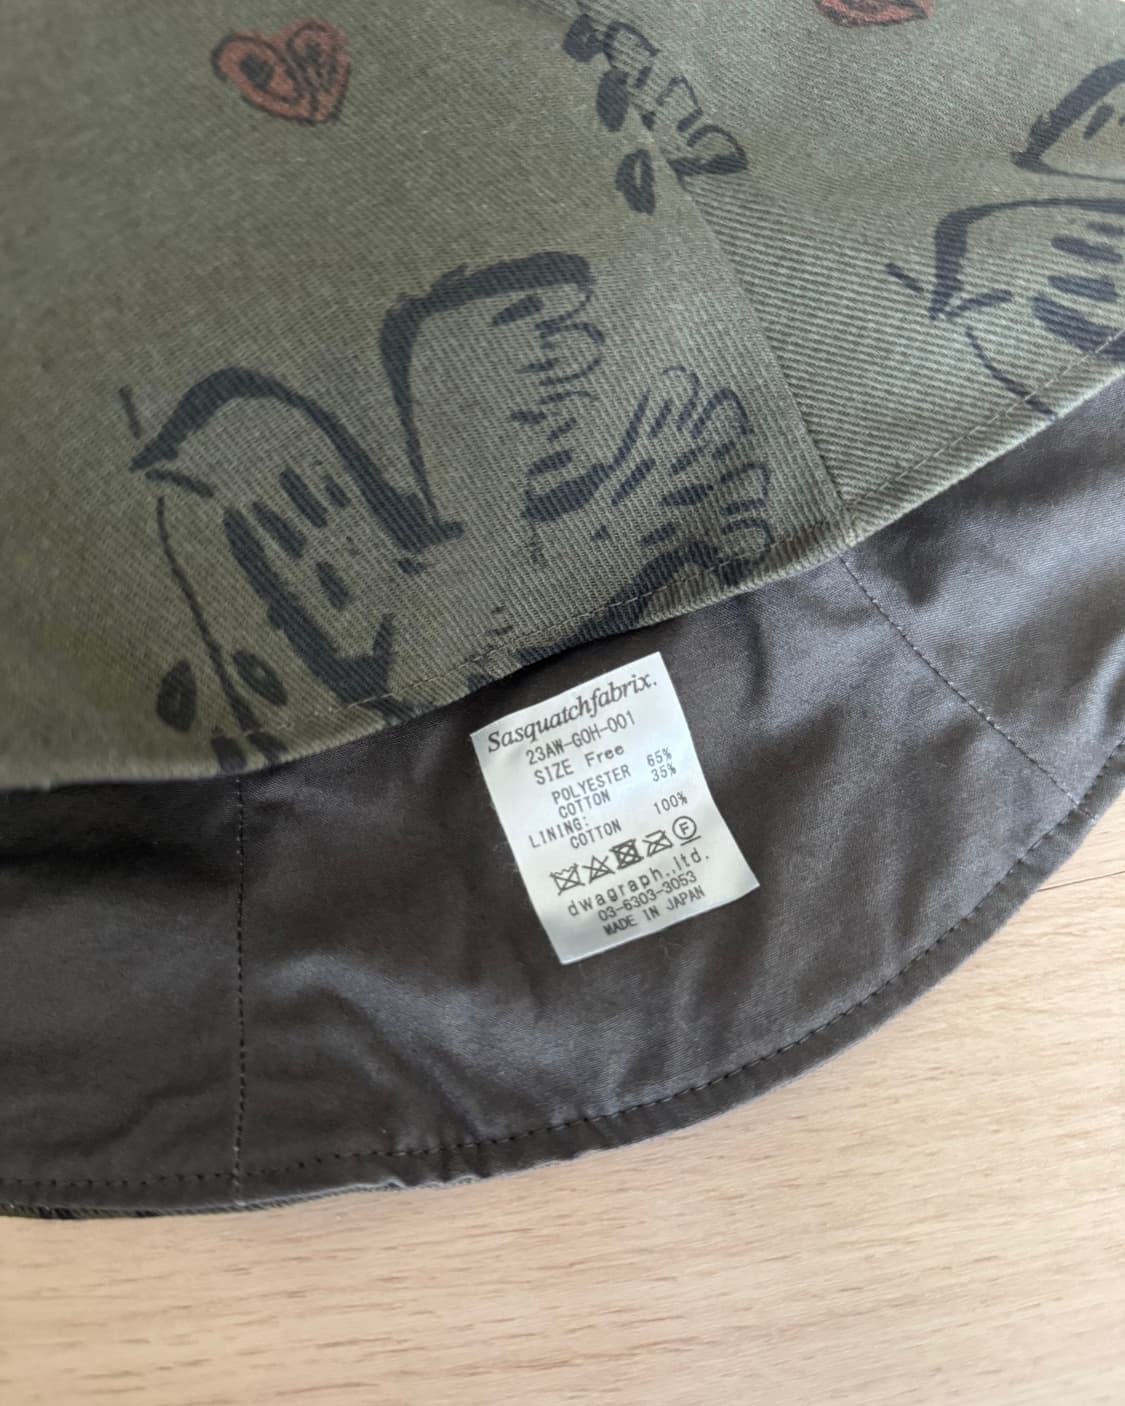 Sasquatchfabrix.
23AW-GOH-001
SIZE Free
POLYESTER 65%
COTTON 35%
LINING:
COTTON 100%
F
dwagraph.,ltd.
03-6303-3053
MADE IN JAPAN